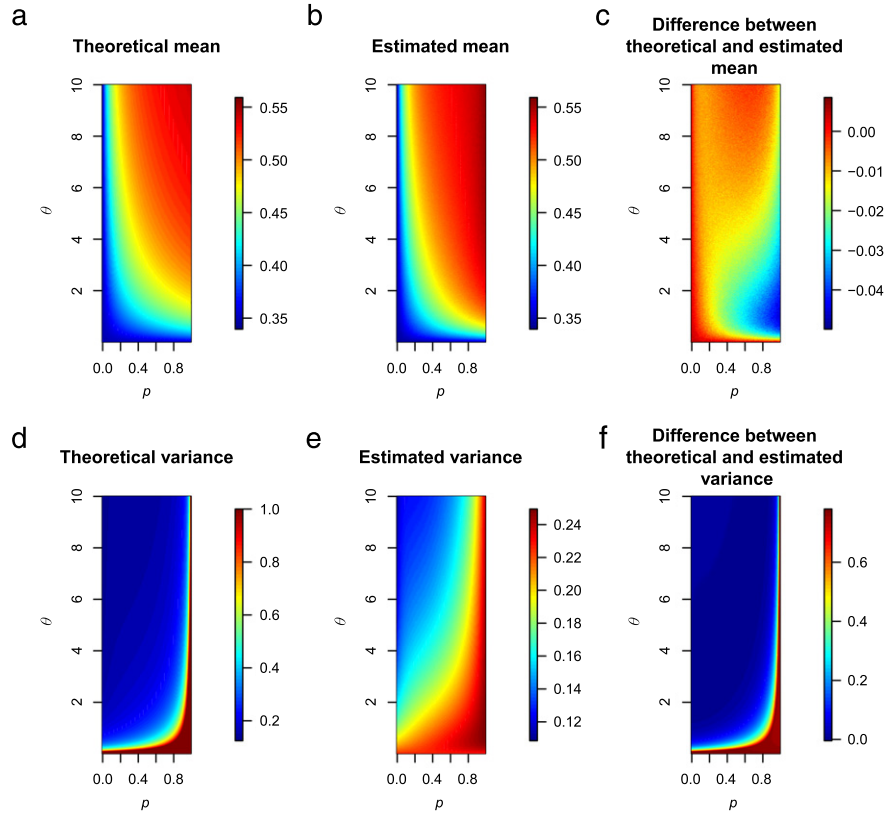 a
Theoretical mean
10
8
6
4
2
θ
0.0 0.4 0.8
p
0.55
0.50
0.45
0.40
0.35
b
Estimated mean
10
8
6
4
2
θ
0.0 0.4 0.8
p
0.55
0.50
0.45
0.40
0.35
c
Difference between
theoretical and estimated
mean
10
8
6
4
2
θ
0.0 0.4 0.8
p
0.00
−0.01
−0.02
−0.03
−0.04
d
Theoretical variance
10
8
6
4
2
θ
0.0 0.4 0.8
p
1.0
0.8
0.6
0.4
0.2
e
Estimated variance
10
8
6
4
2
θ
0.0 0.4 0.8
p
0.24
0.22
0.20
0.18
0.16
0.14
0.12
f
Difference between
theoretical and estimated
variance
10
8
6
4
2
θ
0.0 0.4 0.8
p
0.6
0.4
0.2
0.0